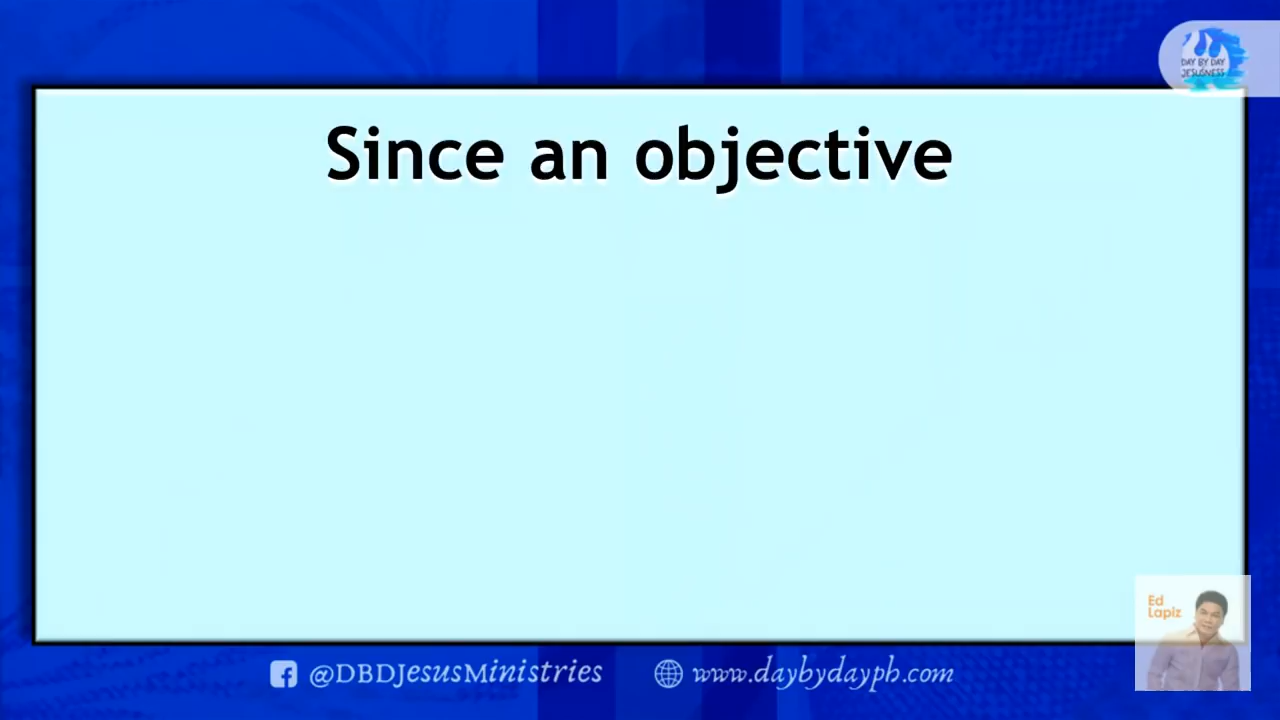 DAY BY DAY
JESUSNESS
Since an objective
Ed
Lapiz
@DBDJesusMinistries
www.daybydayph.com